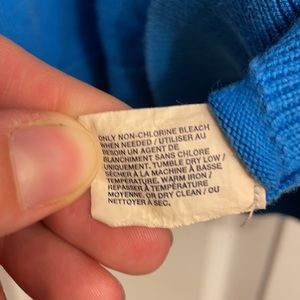 ONLY NON-CHLORINE BLEACH
WHEN NEEDED / UTILISER AU
BESOIN UN AGENT DE
BLANCHIMENT SANS CHLORE
UNIQUEMENT. TUMBLE DRY LOW /
SÉCHER À LA MACHINE À BASSE
TEMPÉRATURE. WARM IRON /
REPASSER À TEMPÉRATURE
MOYENNE. OR DRY CLEAN / OU
NETTOYER À SEC.